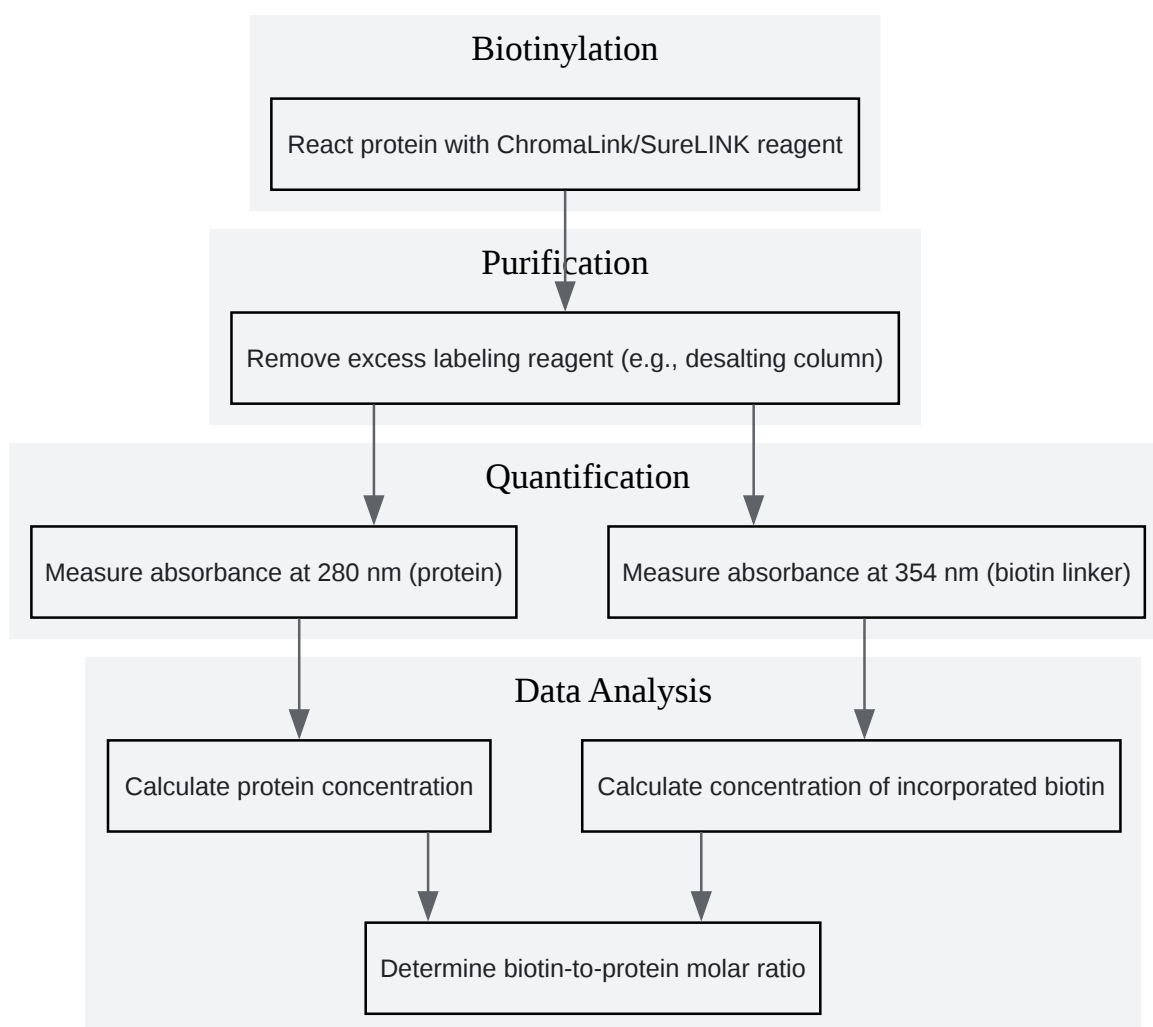 Biotinylation
React protein with ChromaLink/SureLINK reagent
Purification
Remove excess labeling reagent (e.g., desalting column)
Quantification
Measure absorbance at 280 nm (protein)
Measure absorbance at 354 nm (biotin linker)
Data Analysis
Calculate protein concentration
Calculate concentration of incorporated biotin
Determine biotin-to-protein molar ratio